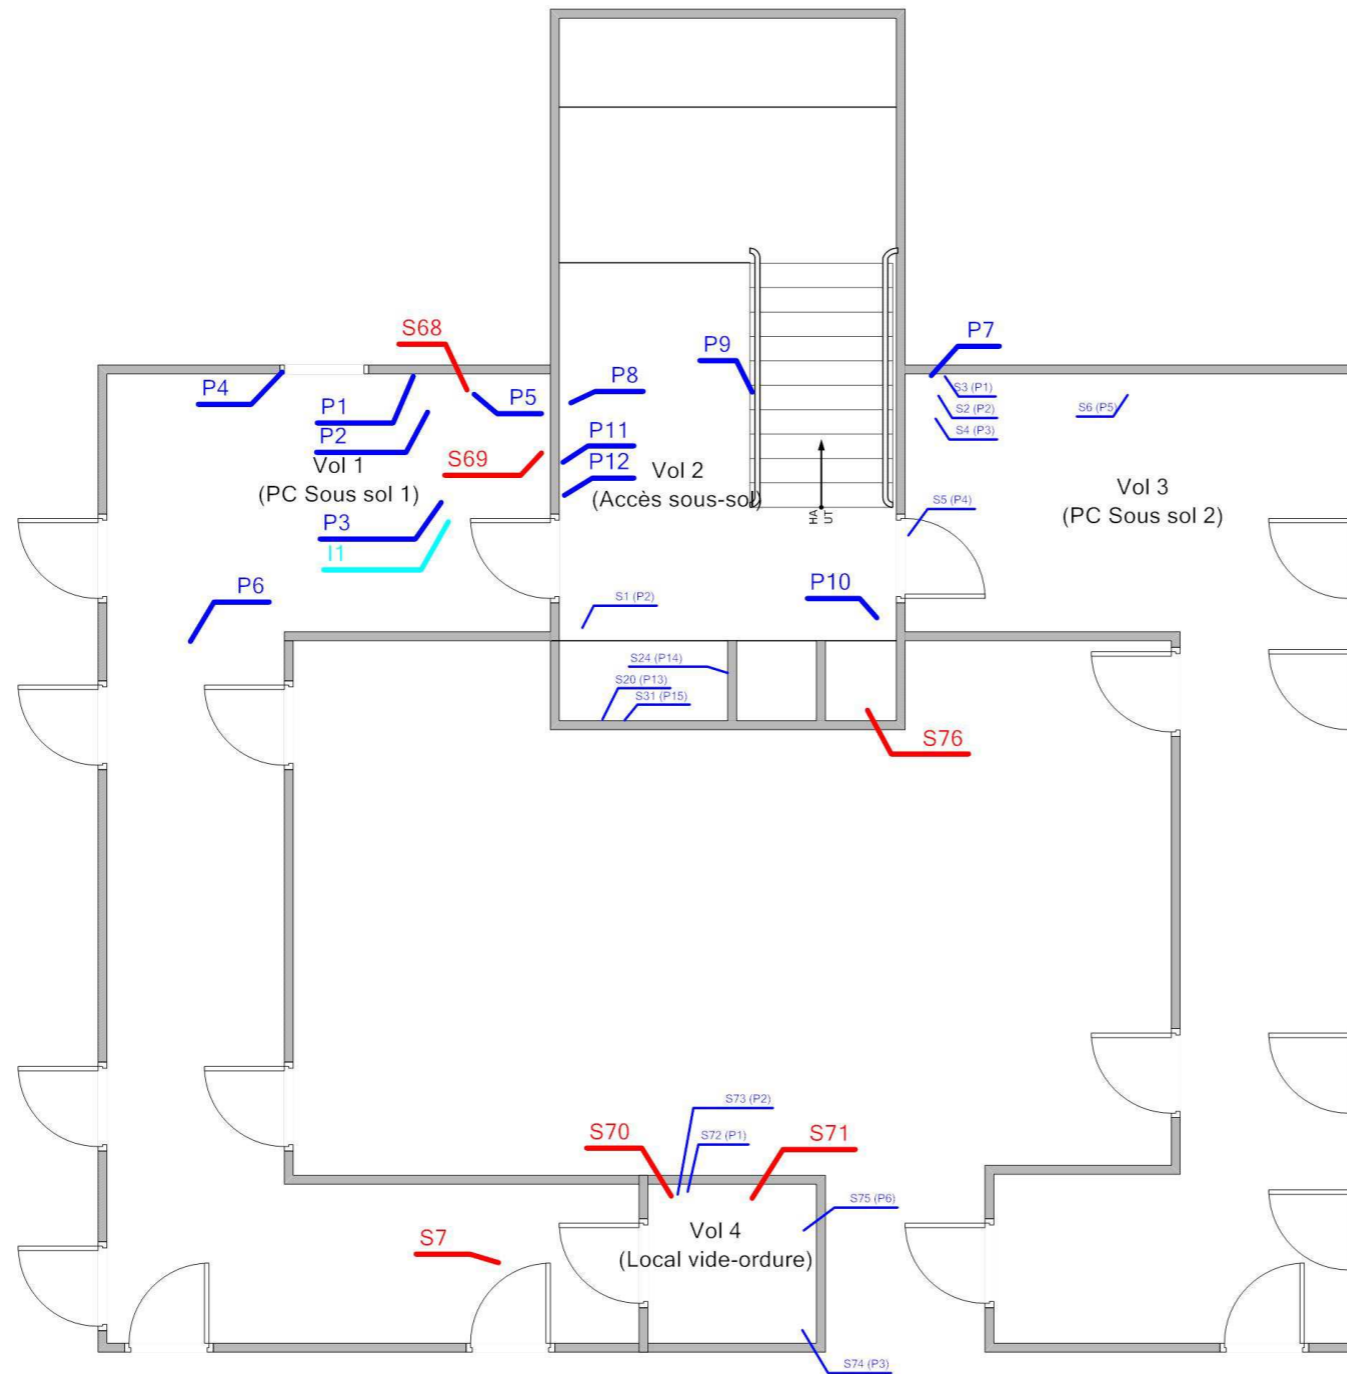 S68
P7
P9
P4
P1
P5
P8
S3 (P1)
S2 (P2)
S6 (P5)
S4 (P3)
P2
P11
S69
P12
Vol 1
(PC Sous sol 1)
Vol 2
(Accès sous-sol)
Vol 3
(PC Sous sol 2)
S5 (P4)
P3
HA
UT
I1
P6
P10
S1 (P2)
S24 (P14)
S20 (P13)
S31 (P15)
S76
S73 (P2)
S70
S72 (P1)
S71
S75 (P6)
Vol 4
(Local vide-ordure)
S7
S74 (P3)